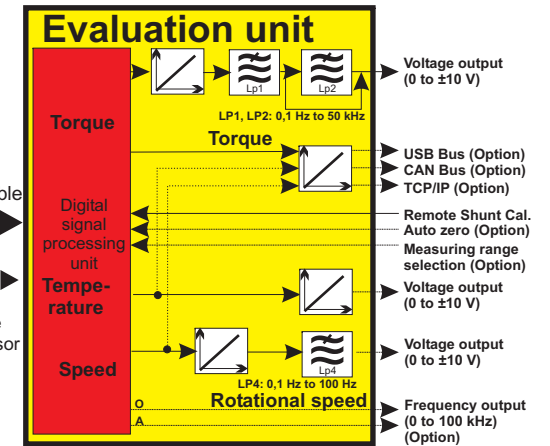 Evaluation unit
Lp1
Lp2
LP1, LP2: 0,1 Hz to 50 kHz
Voltage output
(0 to ±10 V)
Torque
Torque
USB Bus (Option)
CAN Bus (Option)
TCP/IP (Option)
Digital
signal
processing
unit
Remote Shunt Cal.
Auto zero (Option)
Measuring range
selection (Option)
Tempe-
rature
Voltage output
(0 to ±10 V)
Speed
Lp4
LP4: 0,1 Hz to 100 Hz
Rotational speed
Voltage output
(0 to ±10 V)
O
A
Frequency output
(0 to 100 kHz)
(Option)